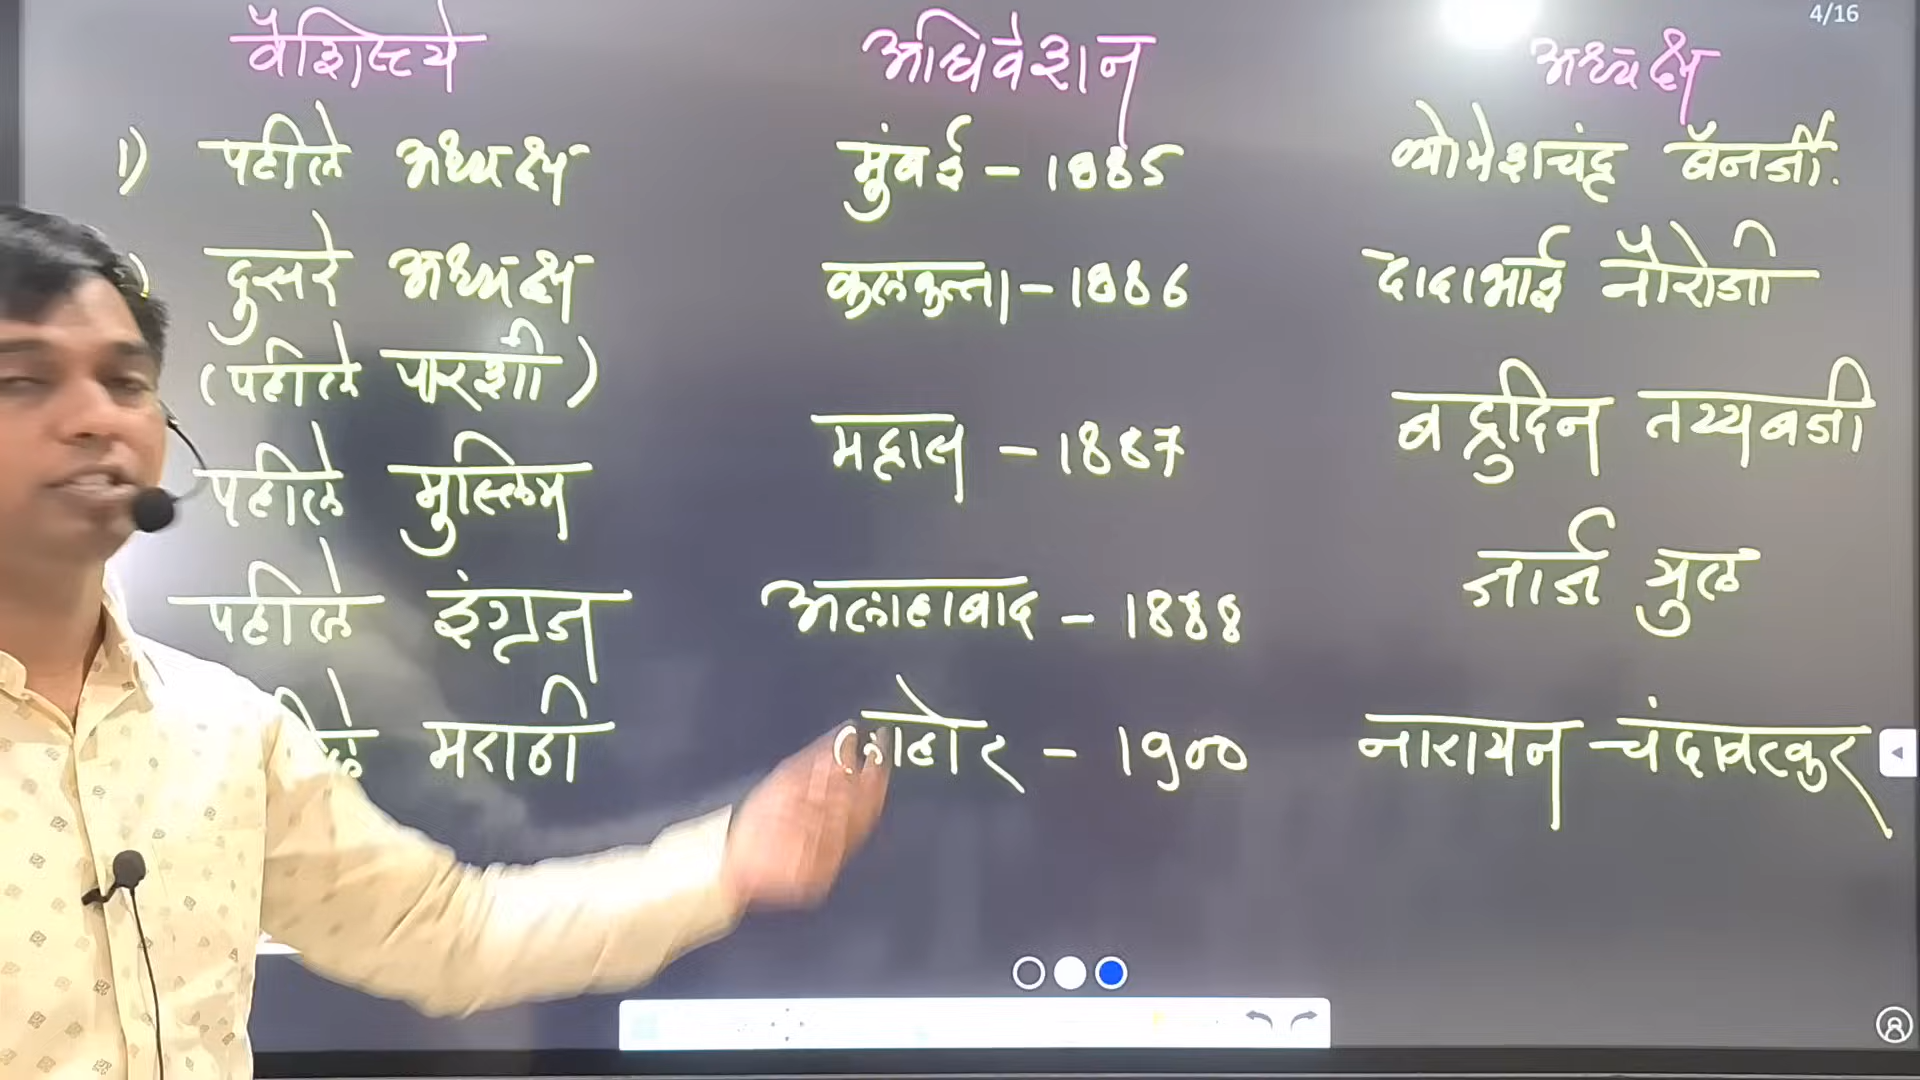 4/16
वैशिष्ट्ये अधिवेशन अध्यक्ष
1) पहीले अध्यक्ष मुंबई - 1885 व्योमेशचंद्र बॅनर्जी.
) दुसरे अध्यक्ष कलकत्ता - 1886 दादाभाई नौरोजी
(पहीले पारशी)
पहीले मुस्लिम मद्रास - 1887 बद्रुदिन तय्यबजी
पहीले इंग्रज अलाहाबाद - 1888 जार्ज युल
मराठी लाहोर - 1900 नारायन चंदावरकर